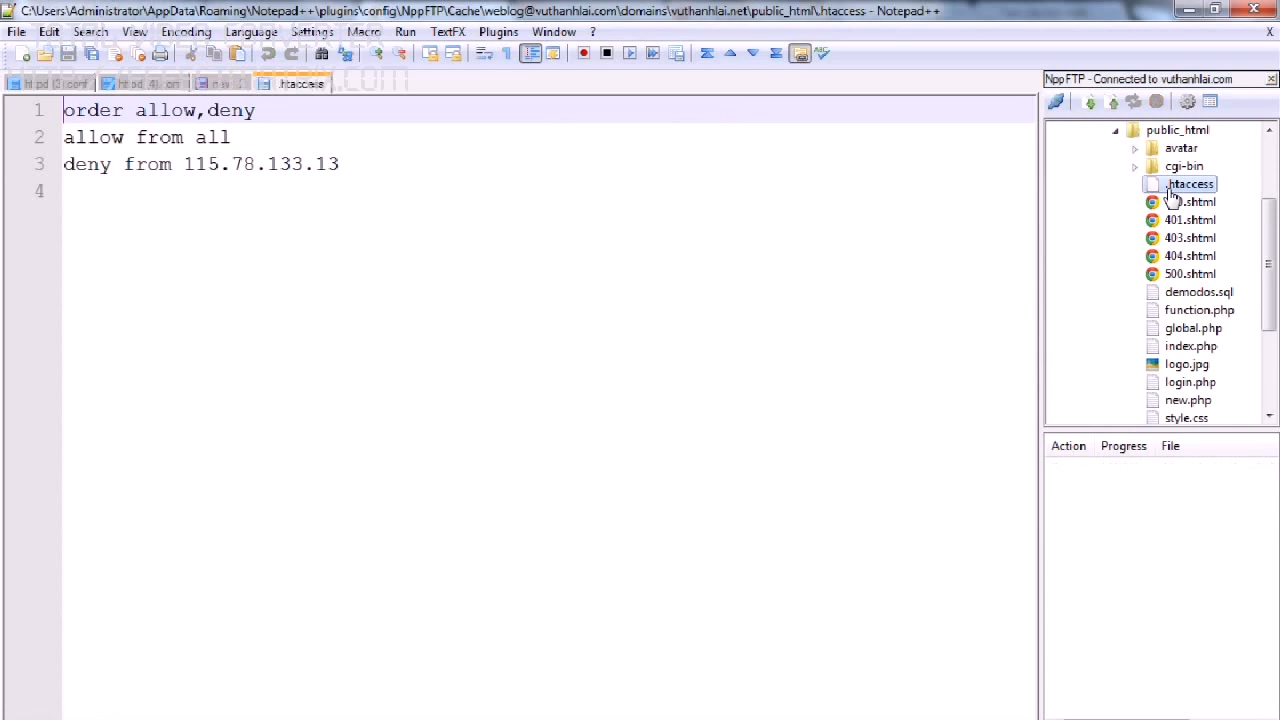 C:\Users\Administrator\AppData\Roaming\Notepad++\plugins\config\NppFTP\Cache\weblog@vuthanhlai.com\domains\vuthanhlai.net\public_html\.htaccess - Notepad++
File Edit Search View Encoding Language Settings Macro Run TextFX Plugins Window ? X
.htaccess
1 order allow,deny
2 allow from all
3 deny from 115.78.133.13
4
NppFTP - Connected to vuthanhlai.com
public_html
avatar
cgi-bin
.htaccess
401.shtml
403.shtml
404.shtml
500.shtml
demodos.sql
function.php
global.php
index.php
logo.jpg
login.php
new.php
style.css
Action Progress File